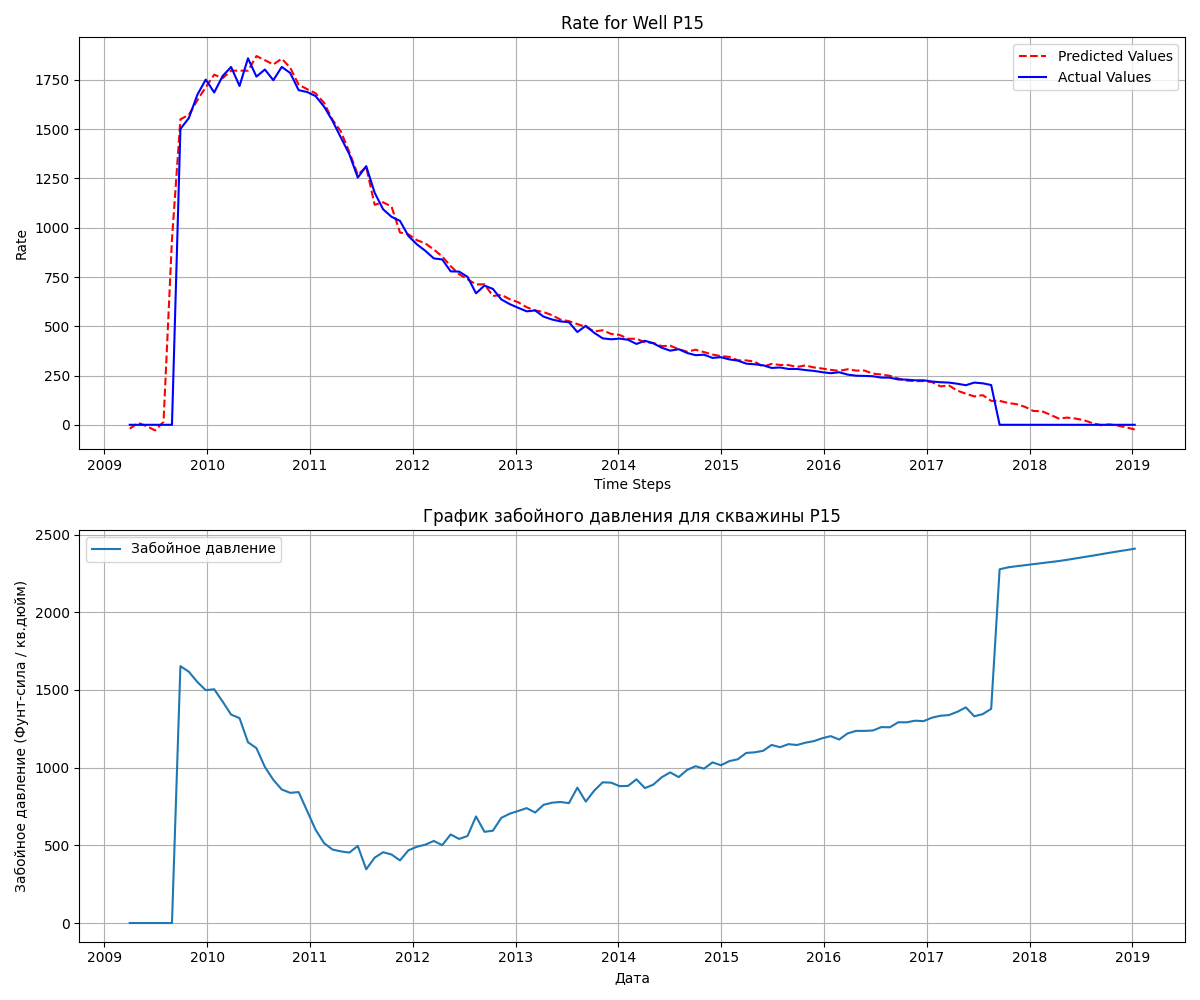 Rate for Well P15
Predicted Values
Actual Values
1750
1500
1250
1000
750
500
250
0
Rate
2009 2010 2011 2012 2013 2014 2015 2016 2017 2018 2019
Time Steps
График забойного давления для скважины P15
Забойное давление
2500
2000
1500
1000
500
0
Забойное давление (Фунт-сила / кв.дюйм)
2009 2010 2011 2012 2013 2014 2015 2016 2017 2018 2019
Дата